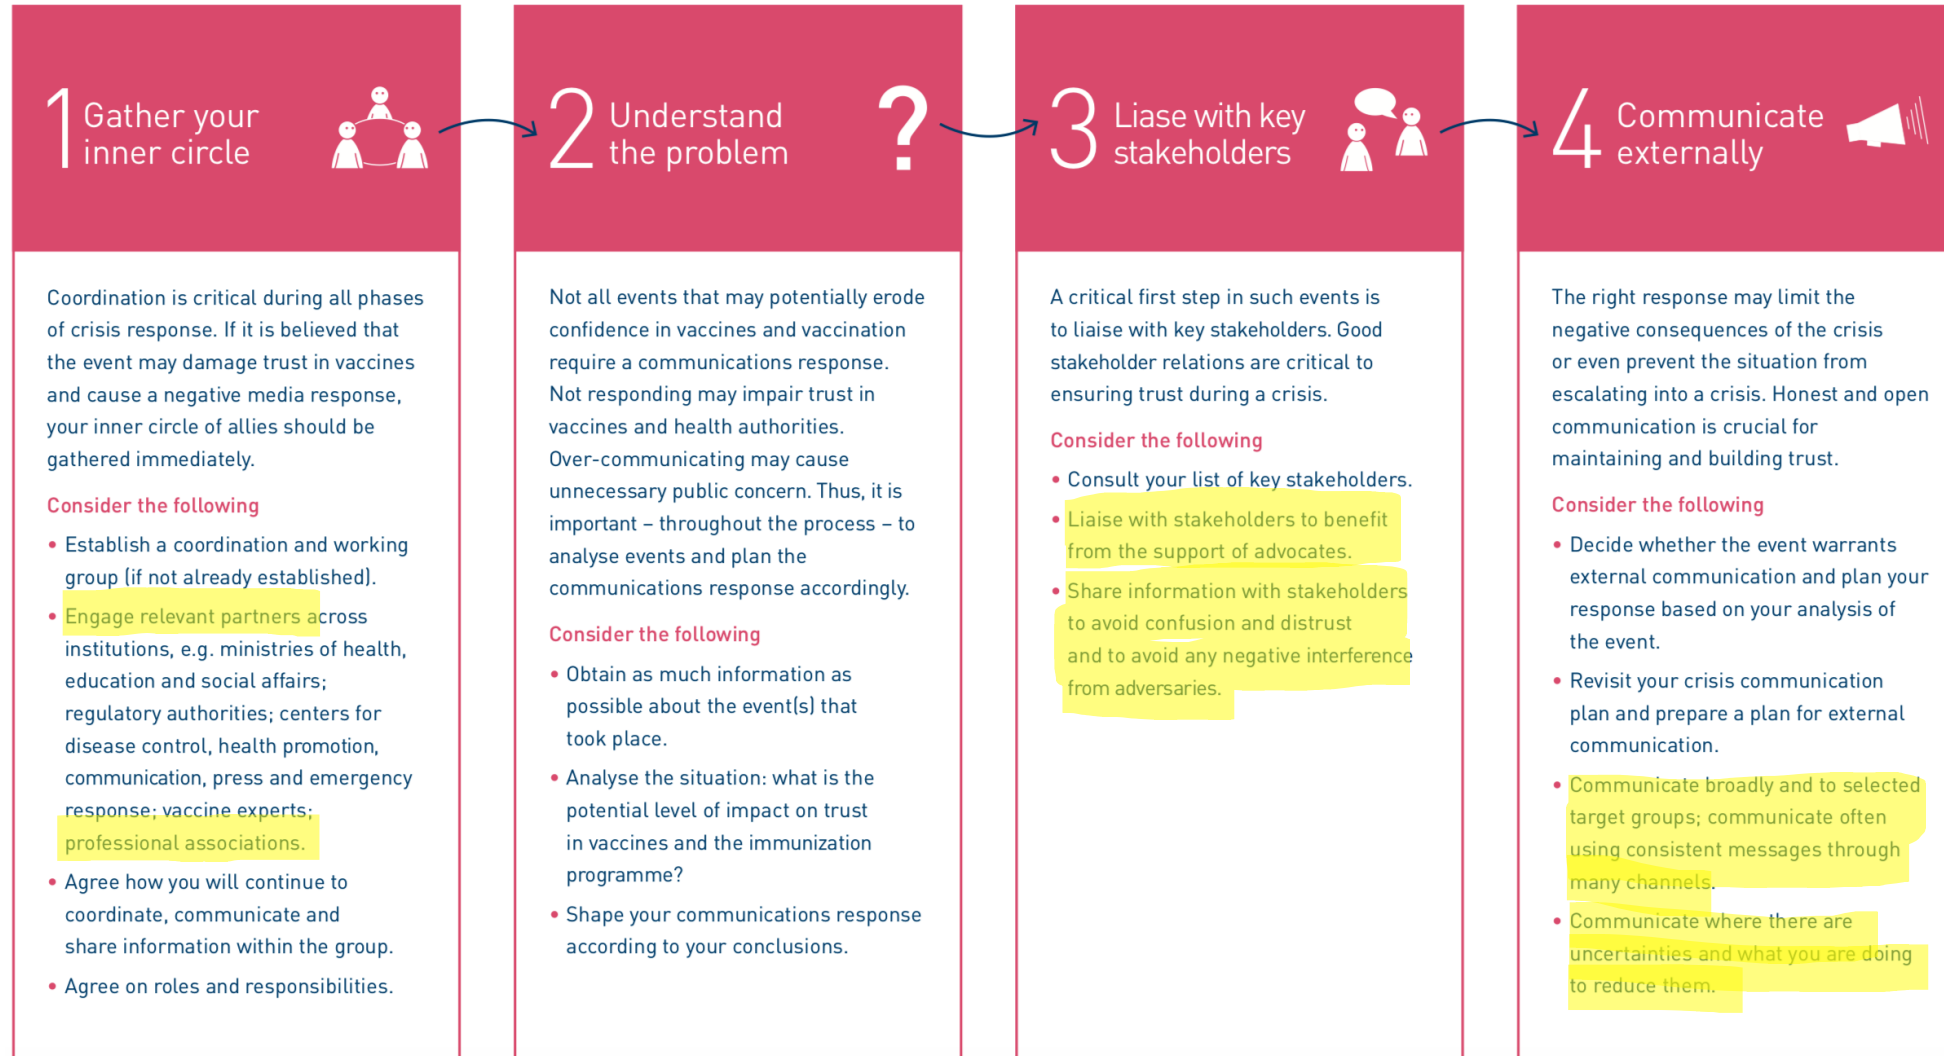 1 Gather your
inner circle
Coordination is critical during all phases
of crisis response. If it is believed that
the event may damage trust in vaccines
and cause a negative media response,
your inner circle of allies should be
gathered immediately.
Consider the following
• Establish a coordination and working
group (if not already established).
• Engage relevant partners across
institutions, e.g. ministries of health,
education and social affairs;
regulatory authorities; centers for
disease control, health promotion,
communication, press and emergency
response; vaccine experts;
professional associations.
• Agree how you will continue to
coordinate, communicate and
share information within the group.
• Agree on roles and responsibilities.
2 Understand
the problem
?
Not all events that may potentially erode
confidence in vaccines and vaccination
require a communications response.
Not responding may impair trust in
vaccines and health authorities.
Over-communicating may cause
unnecessary public concern. Thus, it is
important – throughout the process – to
analyse events and plan the
communications response accordingly.
Consider the following
• Obtain as much information as
possible about the event(s) that
took place.
• Analyse the situation: what is the
potential level of impact on trust
in vaccines and the immunization
programme?
• Shape your communications response
according to your conclusions.
3 Liase with key
stakeholders
A critical first step in such events is
to liaise with key stakeholders. Good
stakeholder relations are critical to
ensuring trust during a crisis.
Consider the following
• Consult your list of key stakeholders.
• Liaise with stakeholders to benefit
from the support of advocates.
• Share information with stakeholders
to avoid confusion and distrust
and to avoid any negative interference
from adversaries.
4 Communicate
externally
The right response may limit the
negative consequences of the crisis
or even prevent the situation from
escalating into a crisis. Honest and open
communication is crucial for
maintaining and building trust.
Consider the following
• Decide whether the event warrants
external communication and plan your
response based on your analysis of
the event.
• Revisit your crisis communication
plan and prepare a plan for external
communication.
• Communicate broadly and to selected
target groups; communicate often
using consistent messages through
many channels.
• Communicate where there are
uncertainties and what you are doing
to reduce them.